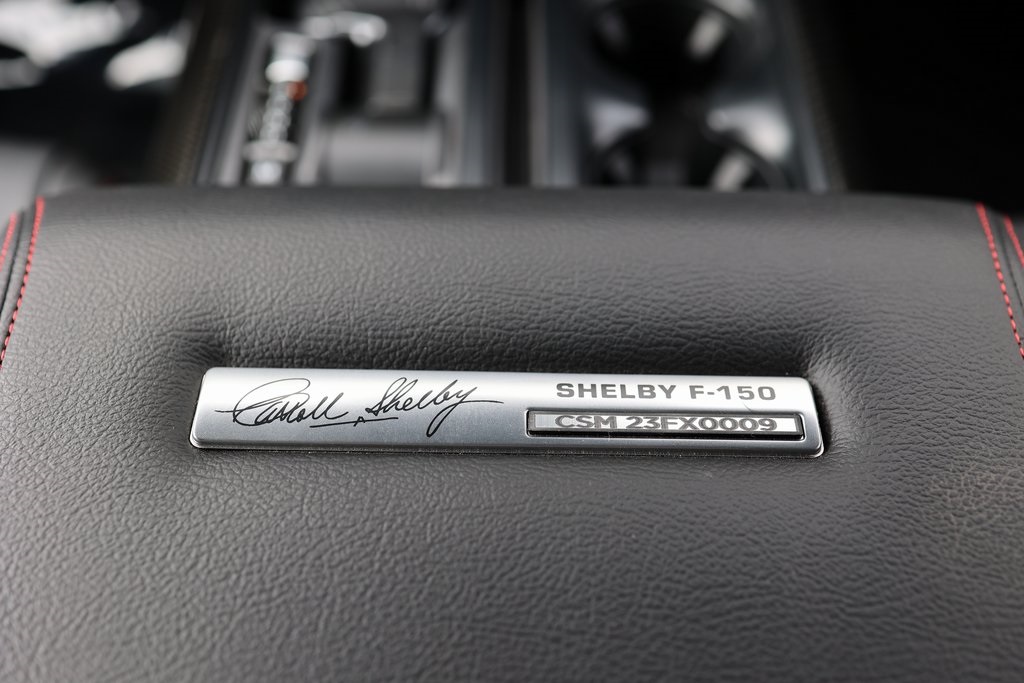 Carroll Shelby
SHELBY F-150
CSM 23FX0009